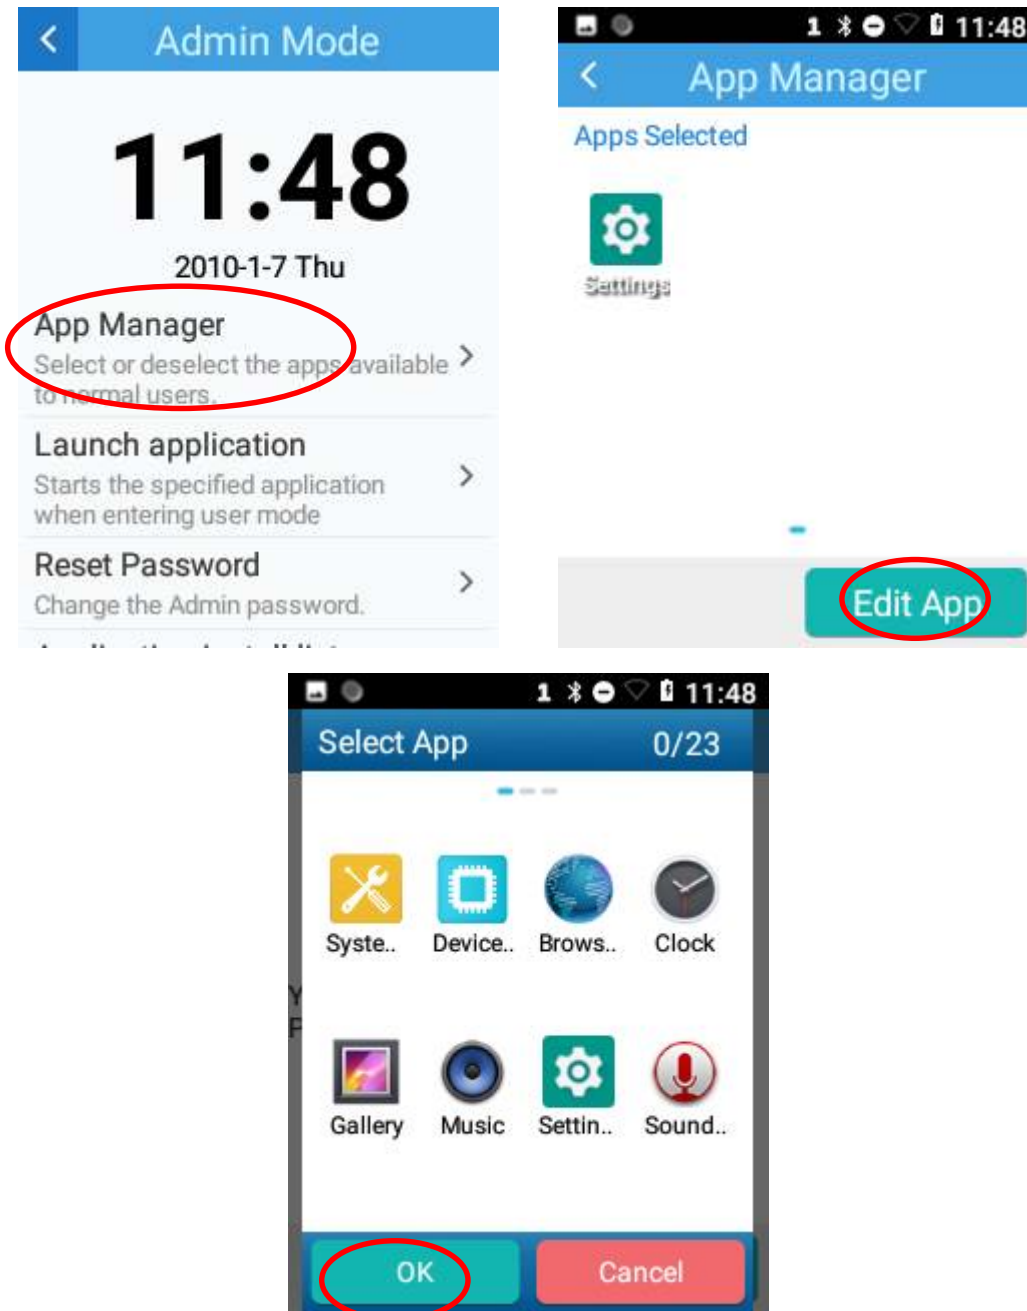 Admin Mode
11:48
2010-1-7 Thu
App Manager
Select or deselect the apps available
to normal users.
Launch application
Starts the specified application
when entering user mode
Reset Password
Change the Admin password.
1 11:48
App Manager
Apps Selected
Settings
Edit App
1 11:48
Select App 0/23
Syste.. Device.. Brows.. Clock
Gallery Music Settin.. Sound..
OK Cancel